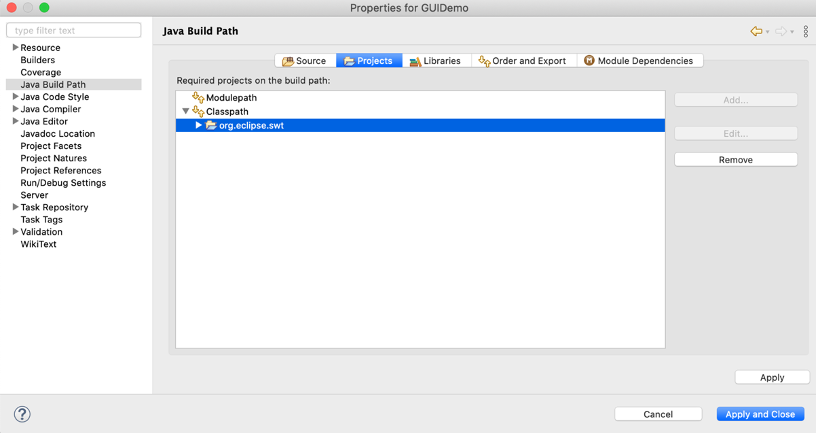 Properties for GUIDemo
type filter text
Resource
Builders
Coverage
Java Build Path
Java Code Style
Java Compiler
Java Editor
Javadoc Location
Project Facets
Project Natures
Project References
Run/Debug Settings
Server
Task Repository
Task Tags
Validation
WikiText
Java Build Path
Source Projects Libraries Order and Export Module Dependencies
Required projects on the build path:
Modulepath
Classpath
org.eclipse.swt
Add...
Edit...
Remove
Apply
? Cancel Apply and Close